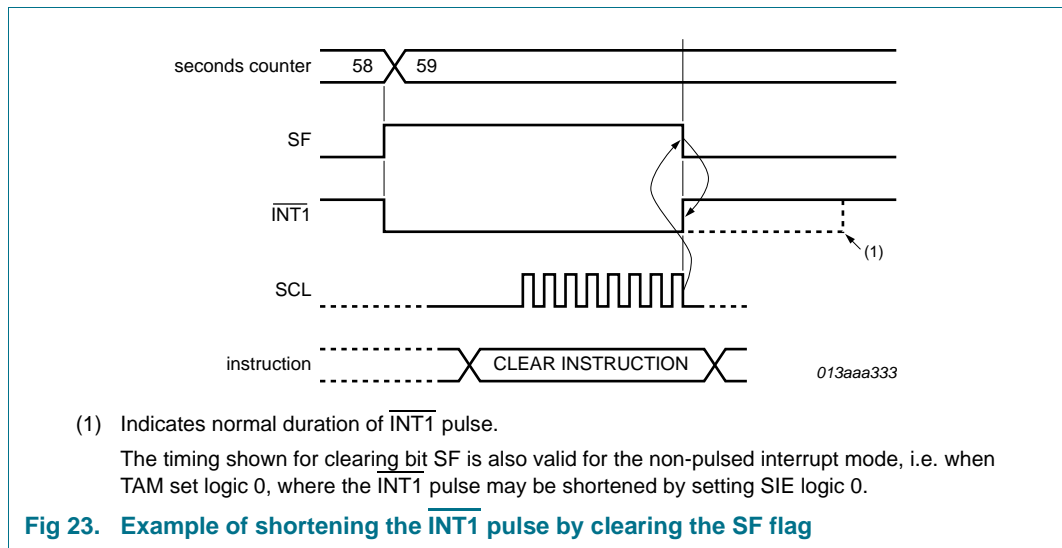 seconds counter 58 59
SF
INT1
(1)
SCL
instruction CLEAR INSTRUCTION
013aaa333
(1) Indicates normal duration of INT1 pulse.
The timing shown for clearing bit SF is also valid for the non-pulsed interrupt mode, i.e. when
TAM set logic 0, where the INT1 pulse may be shortened by setting SIE logic 0.
Fig 23. Example of shortening the INT1 pulse by clearing the SF flag